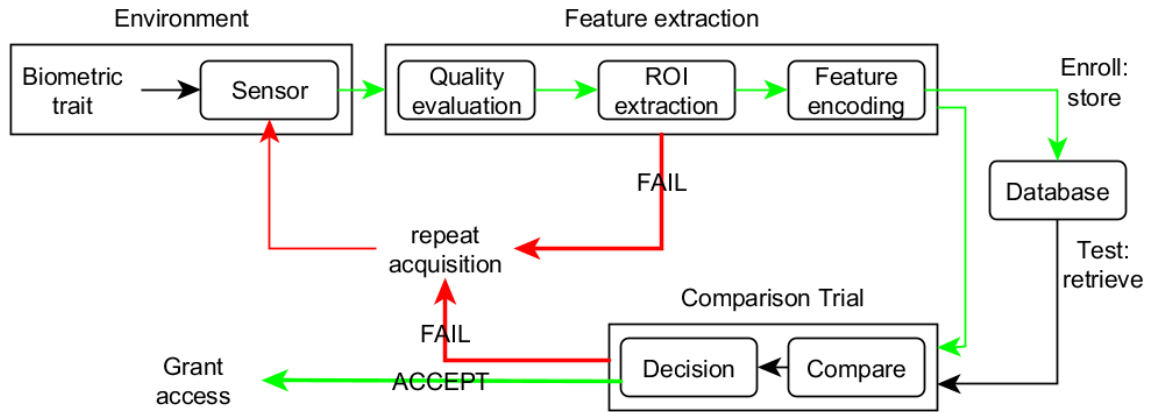 Environment
Feature extraction
Biometric
trait
Sensor
Quality
evaluation
ROI
extraction
Feature
encoding
Enroll:
store
FAIL
Database
repeat
acquisition
Test:
retrieve
Comparison Trial
FAIL
Decision
Compare
Grant
access
ACCEPT